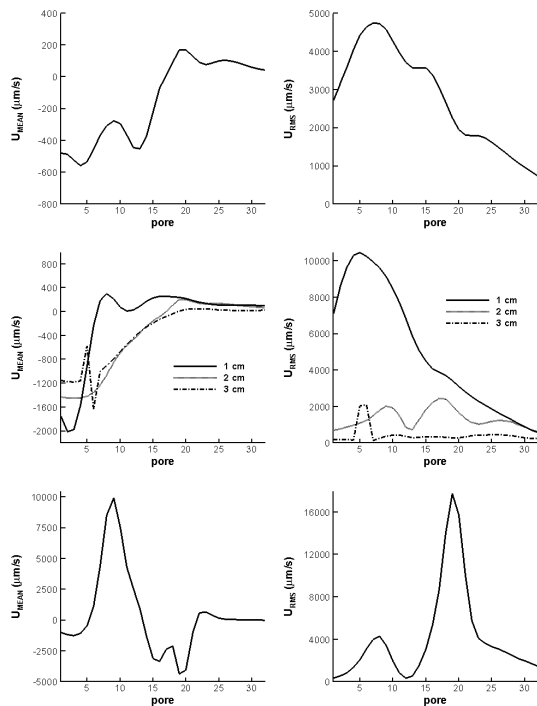 400
200
0
-200
-400
-600
-800
5 10 15 20 25 30
pore
U_MEAN (μm/s)
5000
4000
3000
2000
1000
0
5 10 15 20 25 30
pore
U_RMS (μm/s)
800
400
0
-400
-800
-1200
-1600
-2000
5 10 15 20 25 30
pore
U_MEAN (μm/s)
1 cm
2 cm
3 cm
10000
8000
6000
4000
2000
0
5 10 15 20 25 30
pore
U_RMS (μm/s)
1 cm
2 cm
3 cm
10000
7500
5000
2500
0
-2500
-5000
5 10 15 20 25 30
pore
U_MEAN (μm/s)
16000
12000
8000
4000
0
5 10 15 20 25 30
pore
U_RMS (μm/s)